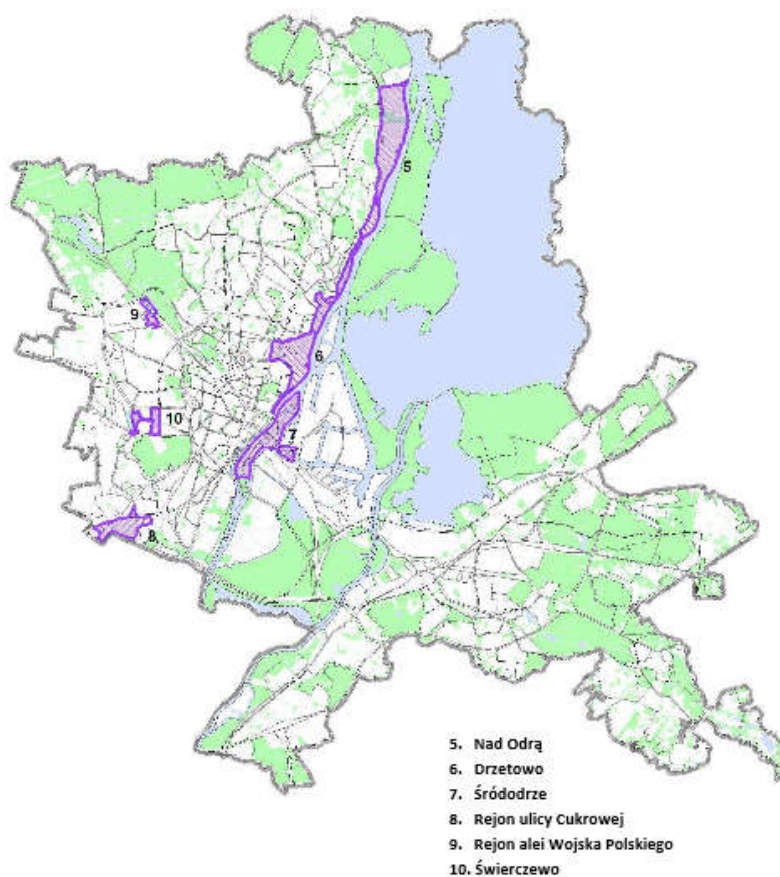 5
9
6
10
7
8
5. Nad Odrą
6. Drzetowo
7. Śródodrze
8. Rejon ulicy Cukrowej
9. Rejon alei Wojska Polskiego
10. Świerczewo